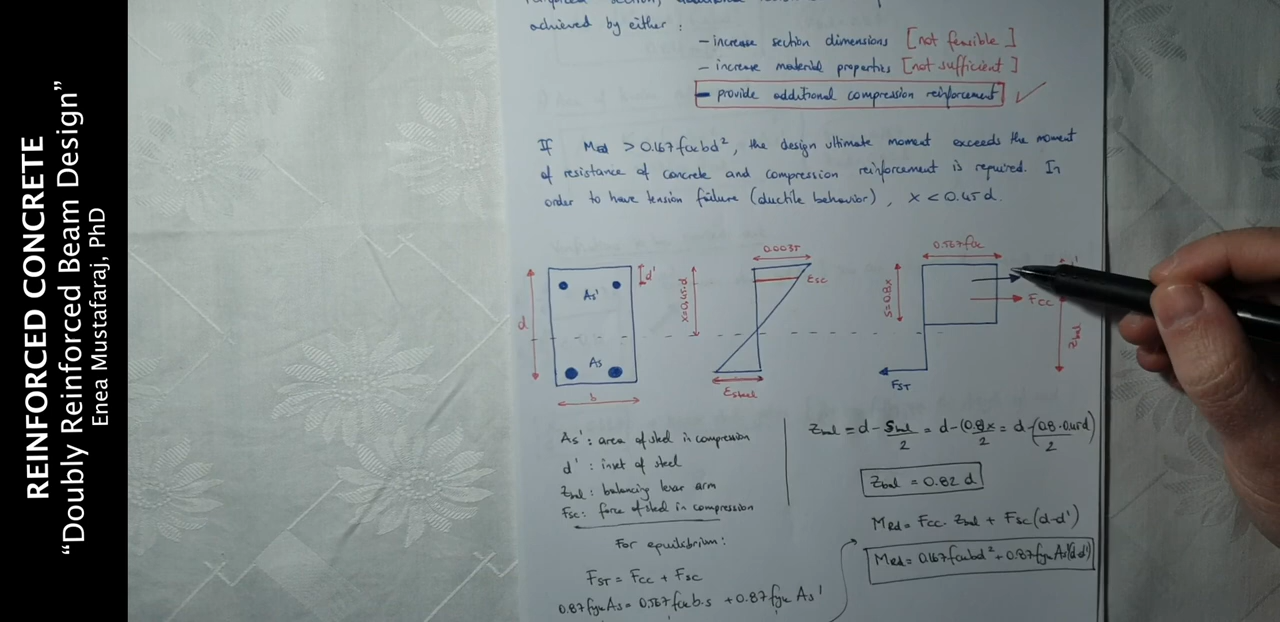 REINFORCED CONCRETE
"Doubly Reinforced Beam Design"
Enea Mustafaraj, PhD
achieved by either :
- increase section dimensions [not feasible]
- increase material properties [not sufficient]
- provide additional compression reinforcement ✓
If MEd > 0.167 fck bd², the design ultimate moment exceeds the moment
of resistance of concrete and compression reinforcement is required. In
order to have tension failure (ductile behavior), x < 0.45 d.
0.0035
0.567fck
d'
As'
x=0.45d
εsc
s=0.8x
Fcc
d
As
zbal
FST
b
εsteel
As': area of steel in compression
d' : inset of steel
Zbal : balancing lever arm
Fsc: force of steel in compression
For equilibrium:
FST = Fcc + Fsc
0.87 fyk As = 0.567 fck b.s + 0.87 fyk As'
Zbal = d - Sbal/2 = d - (0.8x/2 = d - (0.8·0.45d)/2
Zbal = 0.82 d
MEd = Fcc. Zbal + Fsc (d-d')
MEd = 0.167 fck bd² + 0.87 fyk As'(d-d')